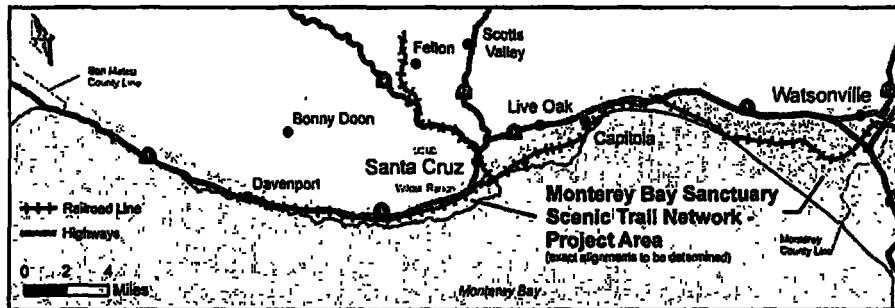 Scotts
Valley
Felton
San Mateo
County Line
Live Oak
Watsonville
Bonny Doon
Capitola
Santa Cruz
Davenport
Monterey Bay Sanctuary
Scenic Trail Network
Project Area
(exact alignments to be determined)
Railroad Line
Highways
Monterey
County Line
0 2 4
Miles
Monterey Bay